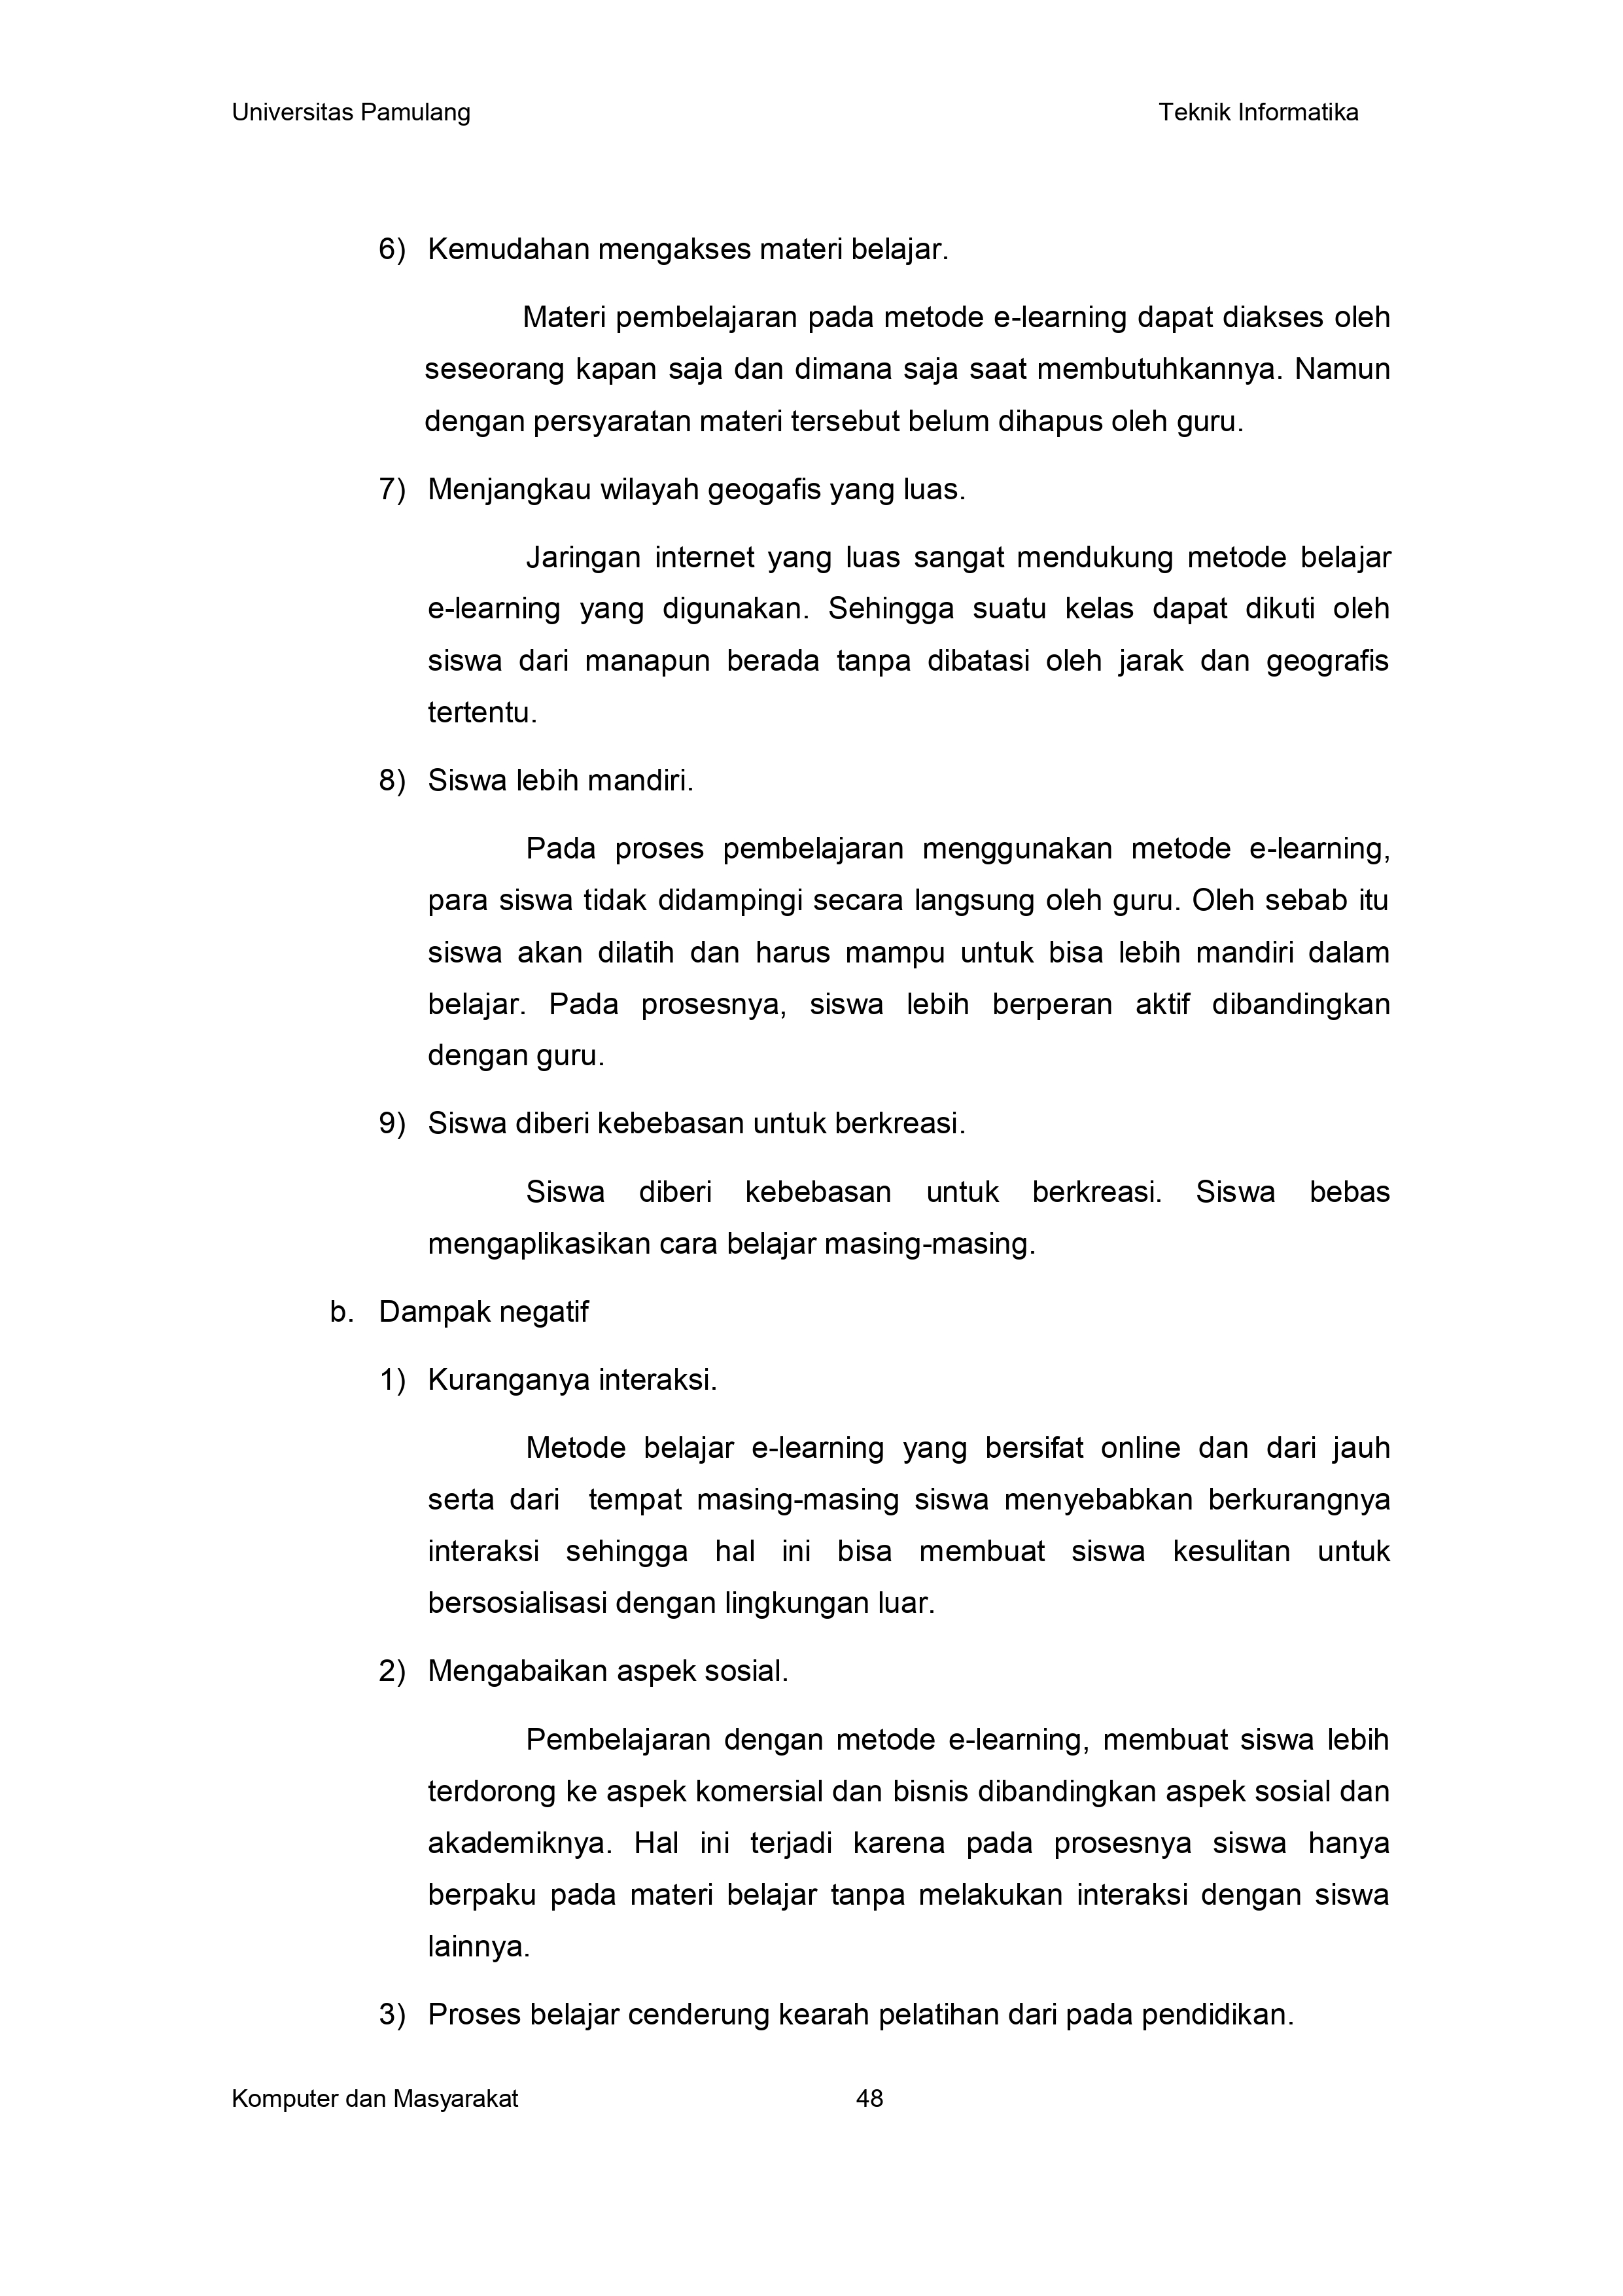 Universitas Pamulang Teknik Informatika
6) Kemudahan mengakses materi belajar.
Materi pembelajaran pada metode e-learning dapat diakses oleh
seseorang kapan saja dan dimana saja saat membutuhkannya. Namun
dengan persyaratan materi tersebut belum dihapus oleh guru.
7) Menjangkau wilayah geogafis yang luas.
Jaringan internet yang luas sangat mendukung metode belajar
e-learning yang digunakan. Sehingga suatu kelas dapat dikuti oleh
siswa dari manapun berada tanpa dibatasi oleh jarak dan geografis
tertentu.
8) Siswa lebih mandiri.
Pada proses pembelajaran menggunakan metode e-learning,
para siswa tidak didampingi secara langsung oleh guru. Oleh sebab itu
siswa akan dilatih dan harus mampu untuk bisa lebih mandiri dalam
belajar. Pada prosesnya, siswa lebih berperan aktif dibandingkan
dengan guru.
9) Siswa diberi kebebasan untuk berkreasi.
Siswa diberi kebebasan untuk berkreasi. Siswa bebas
mengaplikasikan cara belajar masing-masing.
b. Dampak negatif
1) Kuranganya interaksi.
Metode belajar e-learning yang bersifat online dan dari jauh
serta dari tempat masing-masing siswa menyebabkan berkurangnya
interaksi sehingga hal ini bisa membuat siswa kesulitan untuk
bersosialisasi dengan lingkungan luar.
2) Mengabaikan aspek sosial.
Pembelajaran dengan metode e-learning, membuat siswa lebih
terdorong ke aspek komersial dan bisnis dibandingkan aspek sosial dan
akademiknya. Hal ini terjadi karena pada prosesnya siswa hanya
berpaku pada materi belajar tanpa melakukan interaksi dengan siswa
lainnya.
3) Proses belajar cenderung kearah pelatihan dari pada pendidikan.
Komputer dan Masyarakat 48